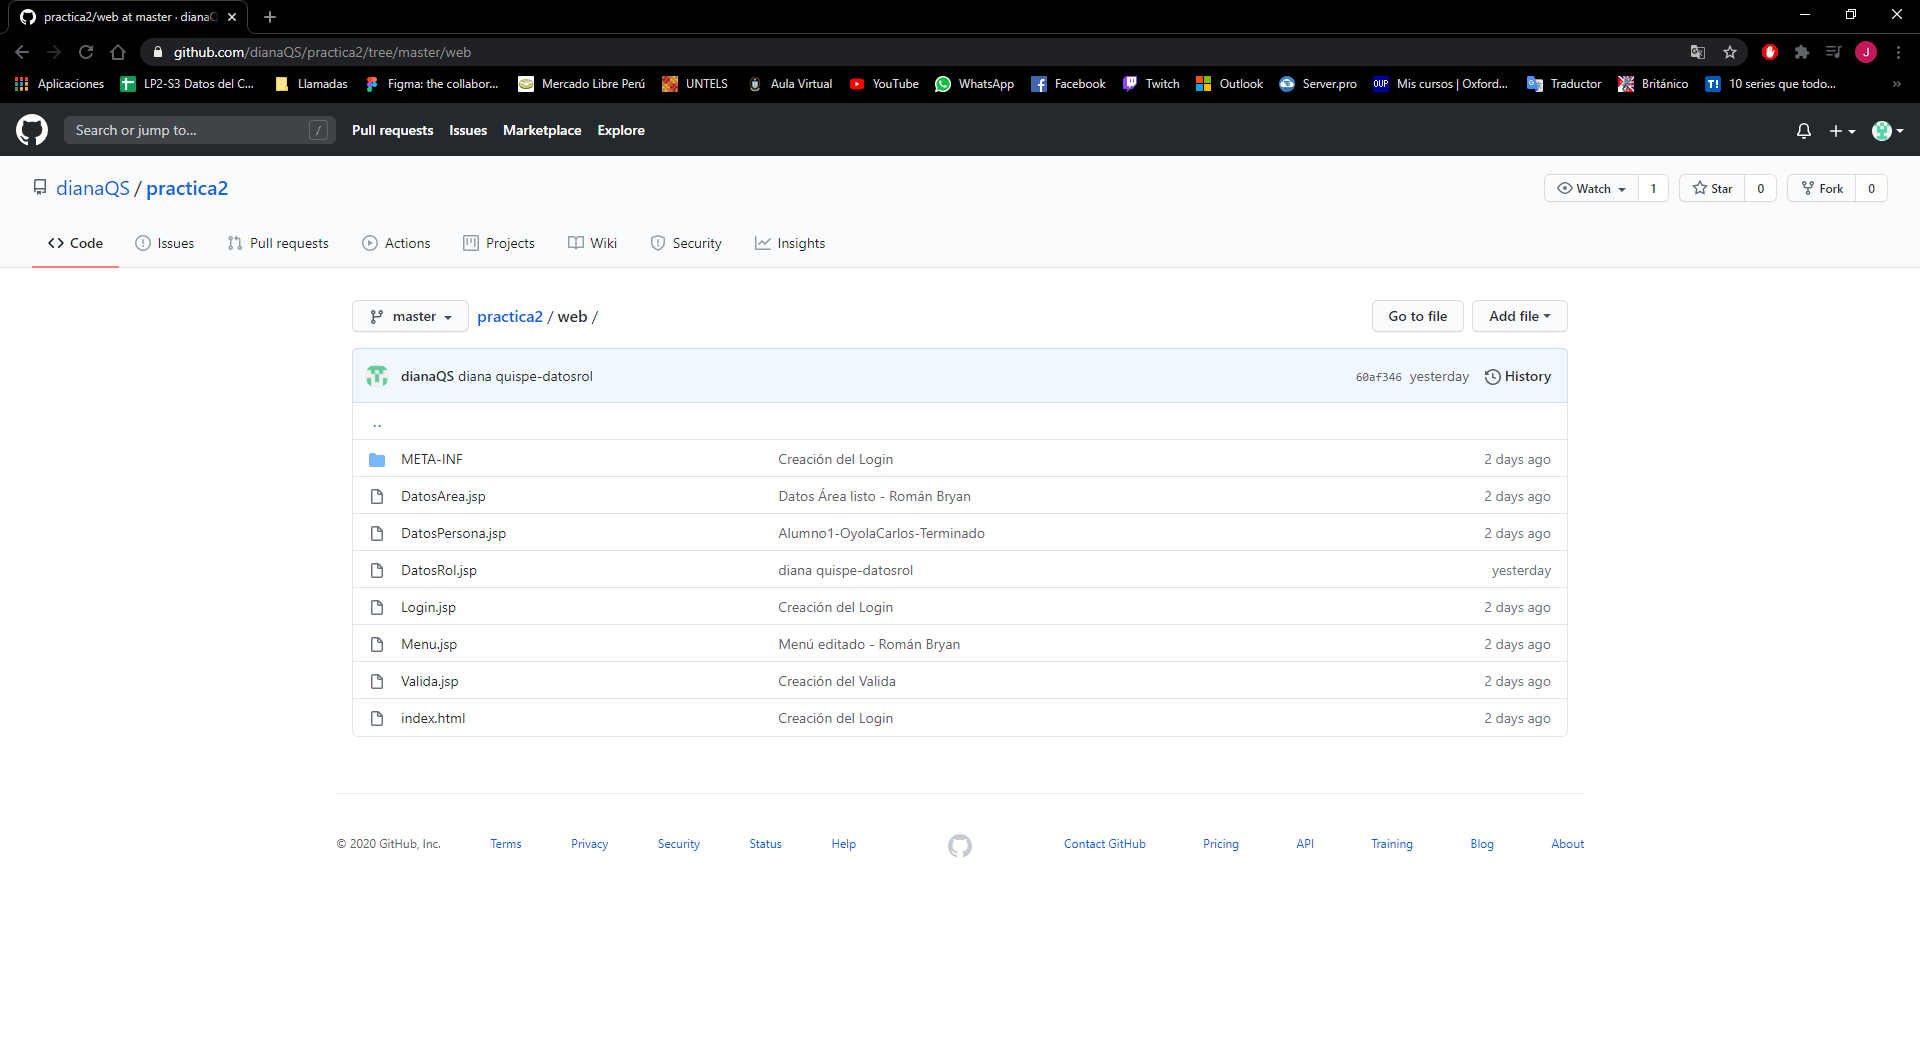 practica2/web at master · dianaQ
github.com/dianaQS/practica2/tree/master/web
J
Aplicaciones LP2-S3 Datos del C... Llamadas Figma: the collabor... Mercado Libre Perú UNTELS Aula Virtual YouTube WhatsApp Facebook Twitch Outlook Server.pro OUP Mis cursos | Oxford... Traductor Británico T! 10 series que todo... »
Search or jump to... / Pull requests Issues Marketplace Explore
dianaQS / practica2 Watch 1 Star 0 Fork 0
Code Issues Pull requests Actions Projects Wiki Security Insights
master practica2 / web / Go to file Add file
dianaQS diana quispe-datosrol 60af346 yesterday History
..
META-INF Creación del Login 2 days ago
DatosArea.jsp Datos Área listo - Román Bryan 2 days ago
DatosPersona.jsp Alumno1-OyolaCarlos-Terminado 2 days ago
DatosRol.jsp diana quispe-datosrol yesterday
Login.jsp Creación del Login 2 days ago
Menu.jsp Menú editado - Román Bryan 2 days ago
Valida.jsp Creación del Valida 2 days ago
index.html Creación del Login 2 days ago
© 2020 GitHub, Inc. Terms Privacy Security Status Help Contact GitHub Pricing API Training Blog About